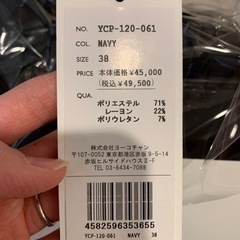 NO. YCP-120-061
COL. NAVY
SIZE 38
PRICE 本体価格¥45,000
(税込¥49,500)
QUA.
ポリエステル 71%
レーヨン 22%
ポリウレタン 7%
株式会社ヨーコチャン
〒107-0052 東京都港区赤坂9-5-14
赤坂ヒルサイドハウスⅡ-F
TEL 03-6434-7088
4582596353655
YCP-120-061 NAVY 38